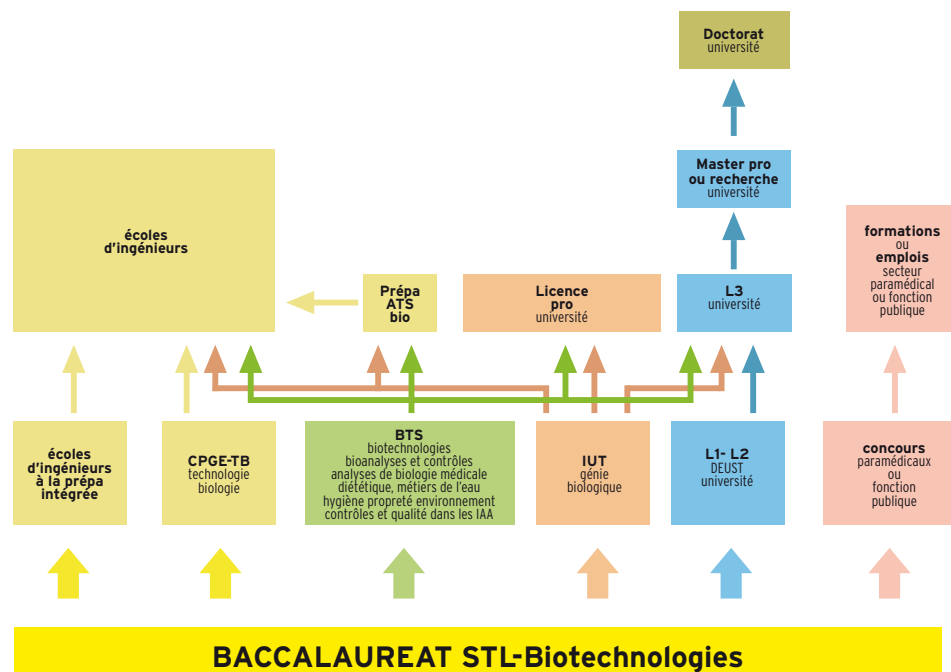 Doctorat
université
Master pro
ou recherche
université
écoles
d'ingénieurs
formations
ou
emplois
secteur
paramédical
ou fonction
publique
Prépa
ATS
bio
Licence
pro
université
L3
université
écoles
d'ingénieurs
à la prépa
intégrée
CPGE-TB
technologie
biologie
BTS
biotechnologies
bioanalyses et contrôles
analyses de biologie médicale
diététique, métiers de l'eau
hygiène propreté environnement
contrôles et qualité dans les IAA
IUT
génie
biologique
L1- L2
DEUST
université
concours
paramédicaux
ou
fonction
publique
BACCALAUREAT STL-Biotechnologies